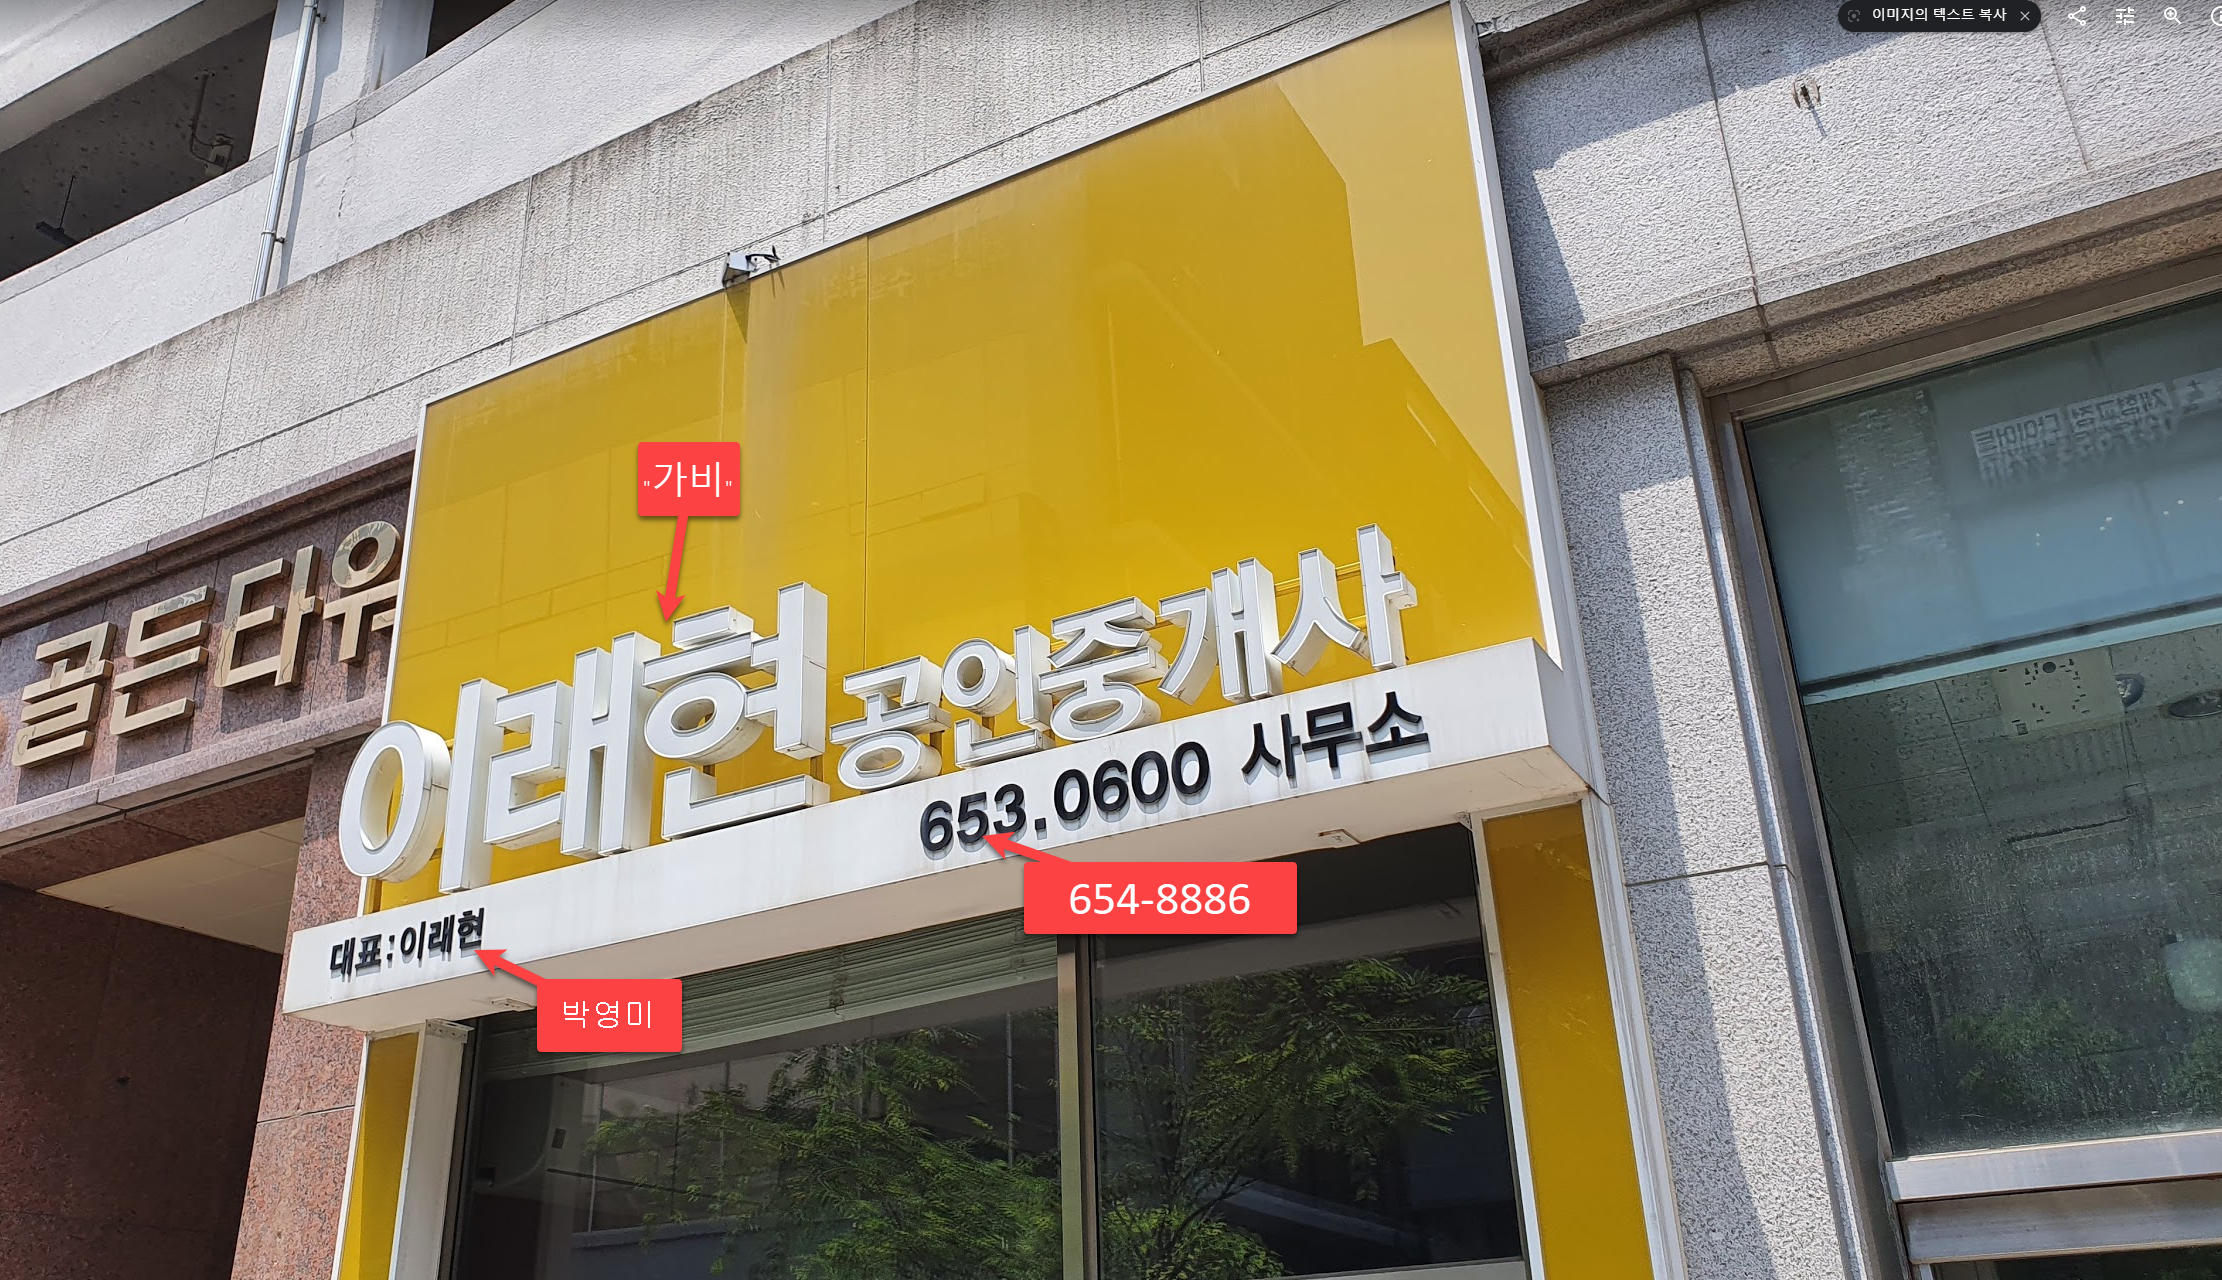 이미지의 텍스트 복사
"가비"
골든타워
이래현 공인중개사
653.0600 사무소
654-8886
대표:이래현
박영미